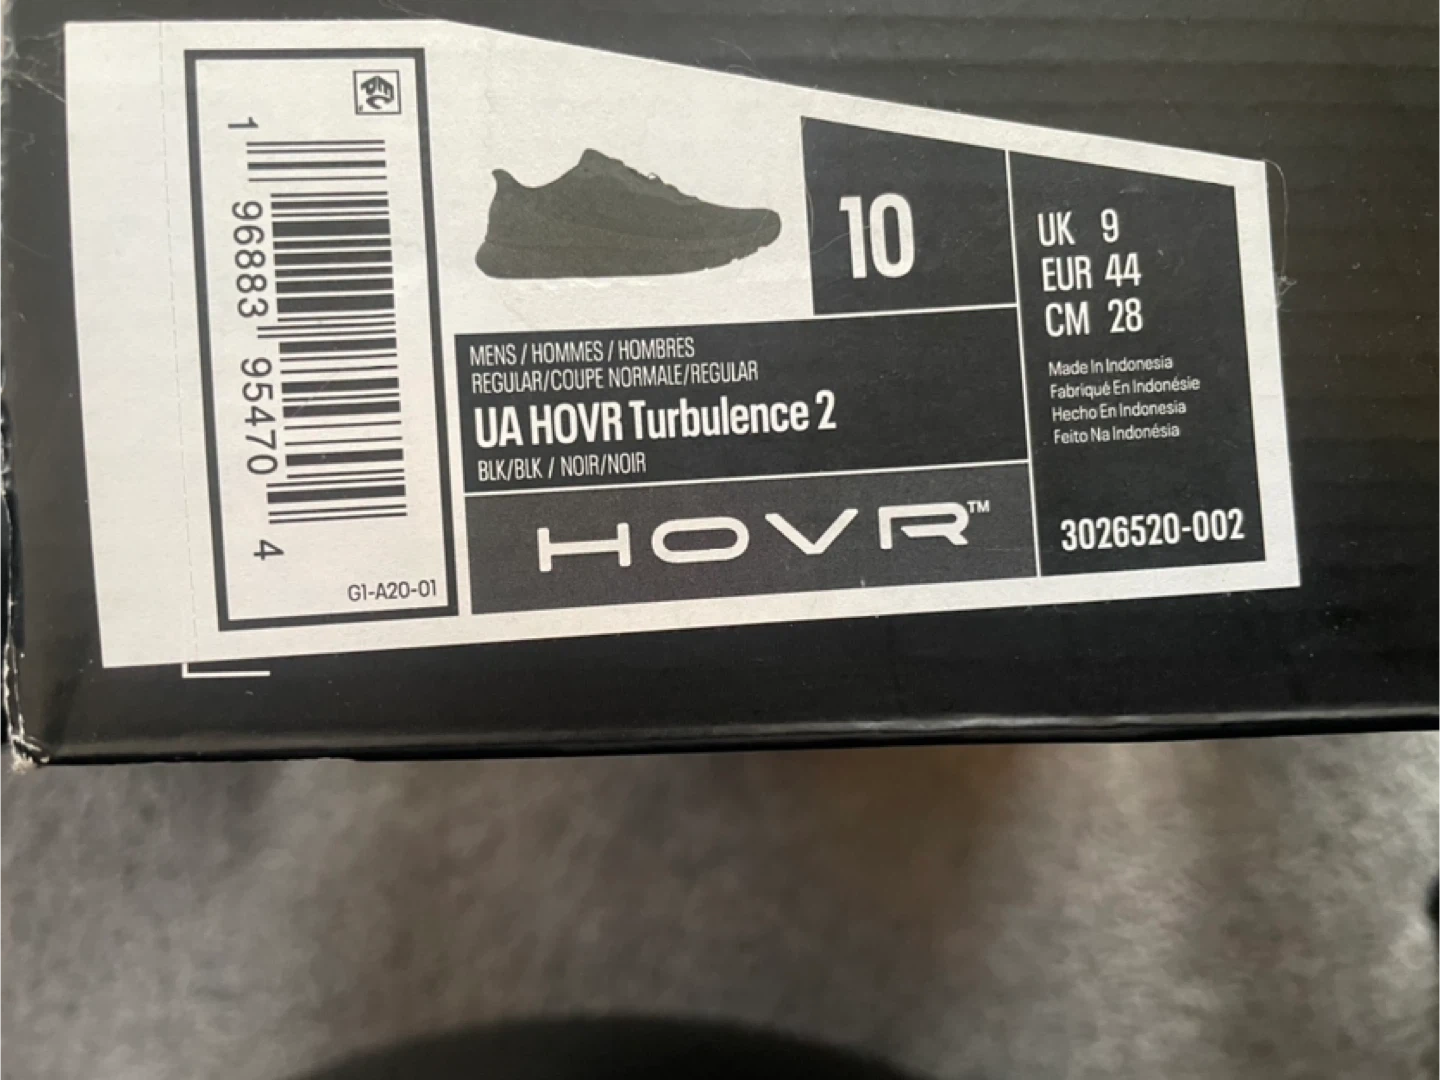 EPC
1 96883 95470 4
G1-A20-01
10
MENS / HOMMES / HOMBRES
REGULAR/COUPE NORMALE/REGULAR
UA HOVR Turbulence 2
BLK/BLK / NOIR/NOIR
HOVR™
UK 9
EUR 44
CM 28
Made In Indonesia
Fabriqué En Indonésie
Hecho En Indonesia
Feito Na Indonésia
3026520-002